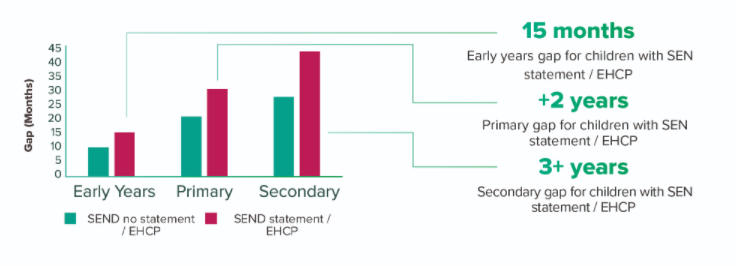 Gap (Months)
45
40
35
30
25
20
15
10
5
0
Early Years
Primary
Secondary
SEND no statement
/ EHCP
SEND statement /
EHCP
15 months
Early years gap for children with SEN
statement / EHCP
+2 years
Primary gap for children with SEN
statement / EHCP
3+ years
Secondary gap for children with SEN
statement / EHCP